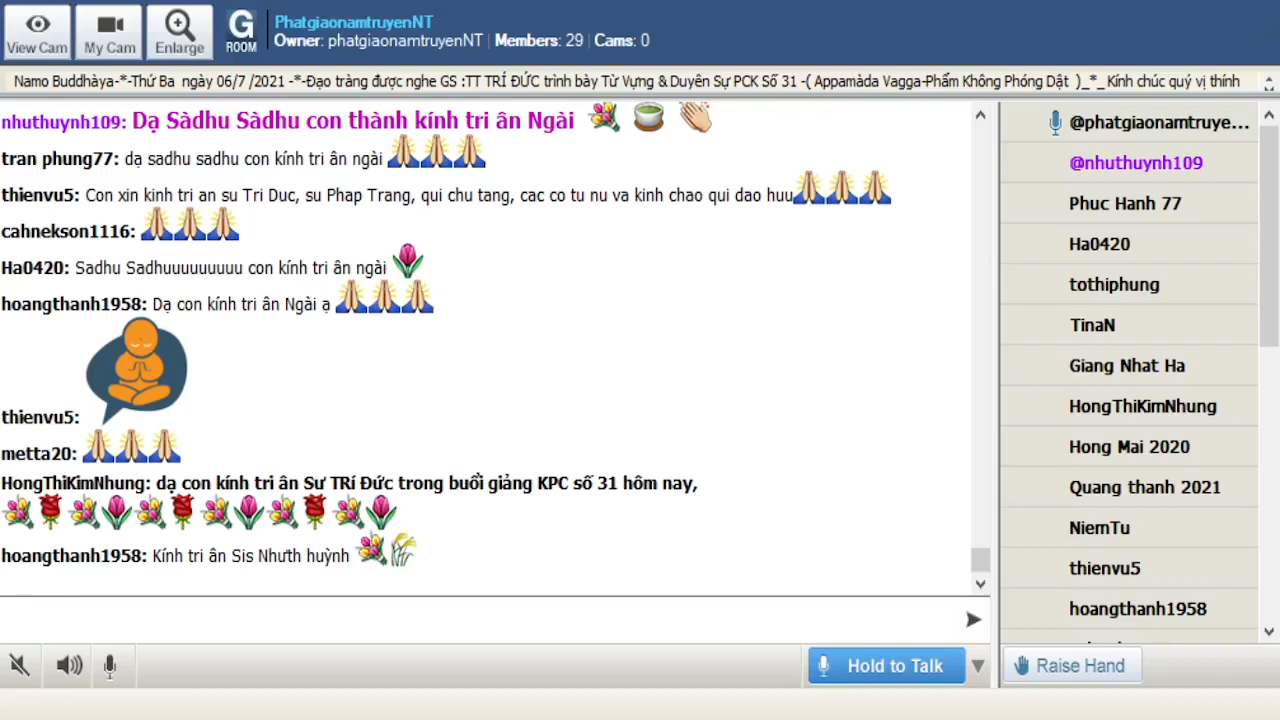 View Cam
My Cam
Enlarge
G
ROOM
PhatgiaonamtruyenNT
Owner: phatgiaonamtruyenNT | Members: 29 | Cams: 0
Namo Buddhàya-*-Thứ Ba ngày 06/7 /2021 -*-Đạo tràng được nghe GS :TT TRÍ ĐỨC trình bày Từ Vựng & Duyên Sự PCK Số 31 -( Appamàda Vagga-Phẩm Không Phóng Dật )_*_Kính chúc quý vị thính
nhuthuynh109: Dạ Sàdhu Sàdhu con thành kính tri ân Ngài
tran phung77: dạ sadhu sadhu con kính tri ân ngài
thienvu5: Con xin kinh tri an su Tri Duc, su Phap Trang, qui chu tang, cac co tu nu va kinh chao qui dao huu
cahnekson1116:
Ha0420: Sadhu Sadhuuuuuuuuu con kính tri ân ngài
hoangthanh1958: Dạ con kính tri ân Ngài ạ
thienvu5:
metta20:
HongThiKimNhung: dạ con kính tri ân Sư TRí Đức trong buổi giảng KPC số 31 hôm nay,
hoangthanh1958: Kính tri ân Sis Như'th huỳnh
@phatgiaonamtruye...
@nhuthuynh109
Phuc Hanh 77
Ha0420
tothiphung
TinaN
Giang Nhat Ha
HongThiKimNhung
Hong Mai 2020
Quang thanh 2021
NiemTu
thienvu5
hoangthanh1958
Hold to Talk
Raise Hand